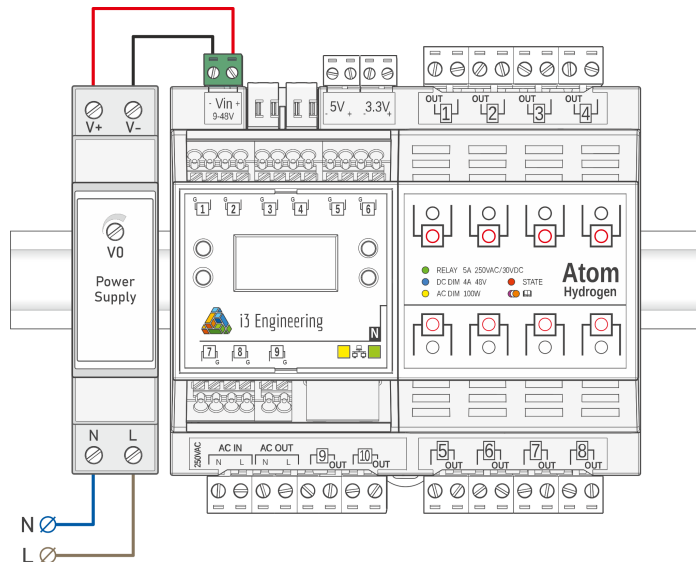 - Vin +
9-48V
5V
- +
3.3V
- +
OUT OUT OUT OUT
1 2 3 4
V+ V-
G G G G G G
1 2 3 4 5 6
V0
Power
Supply
RELAY 5A 250VAC/30VDC
DC DIM 4A 48V
STATE
AC DIM 100W
Atom
Hydrogen
i3 Engineering
N
7 8 9
G G G
N L
250VAC
AC IN AC OUT
N L N L
9 10
OUT OUT
5 6 7 8
OUT OUT OUT OUT
N
L